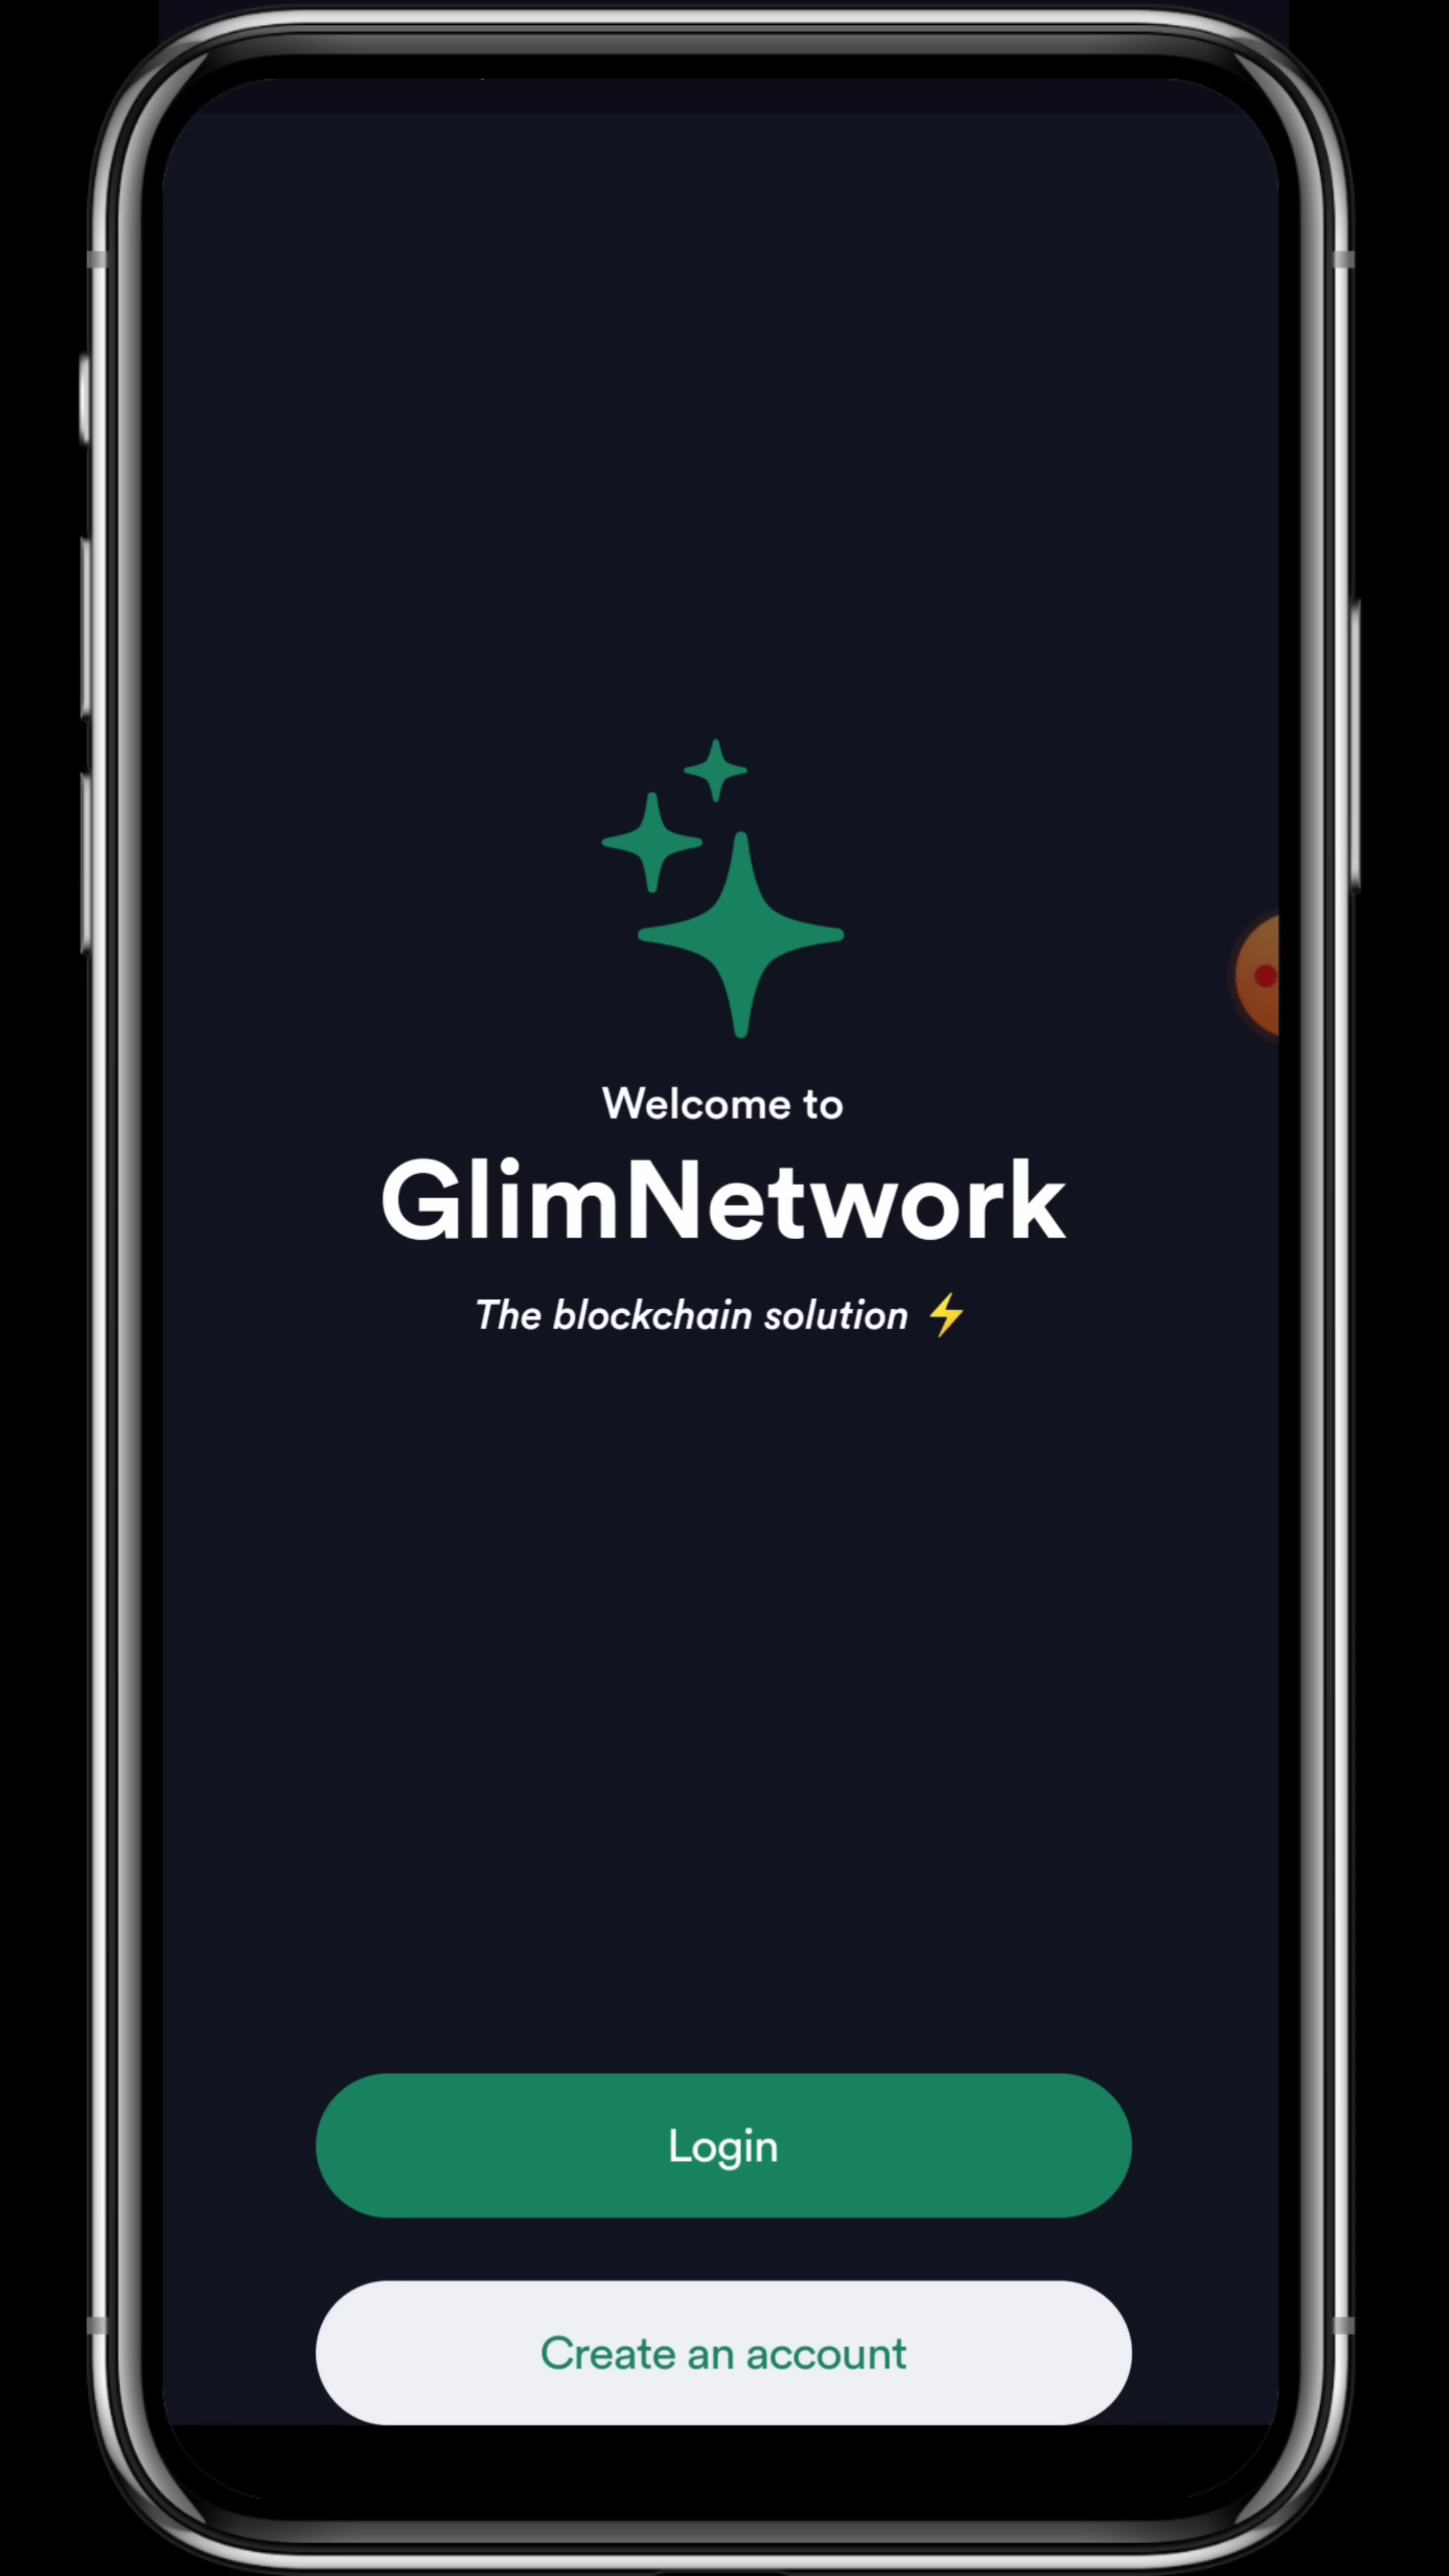 Welcome to
GlimNetwork
The blockchain solution ⚡
Login
Create an account